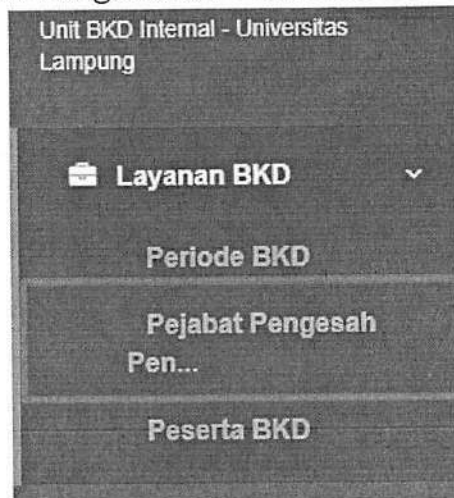 Unit BKD Internal - Universitas
Lampung
Layanan BKD
Periode BKD
Pejabat Pengesah
Pen...
Peserta BKD